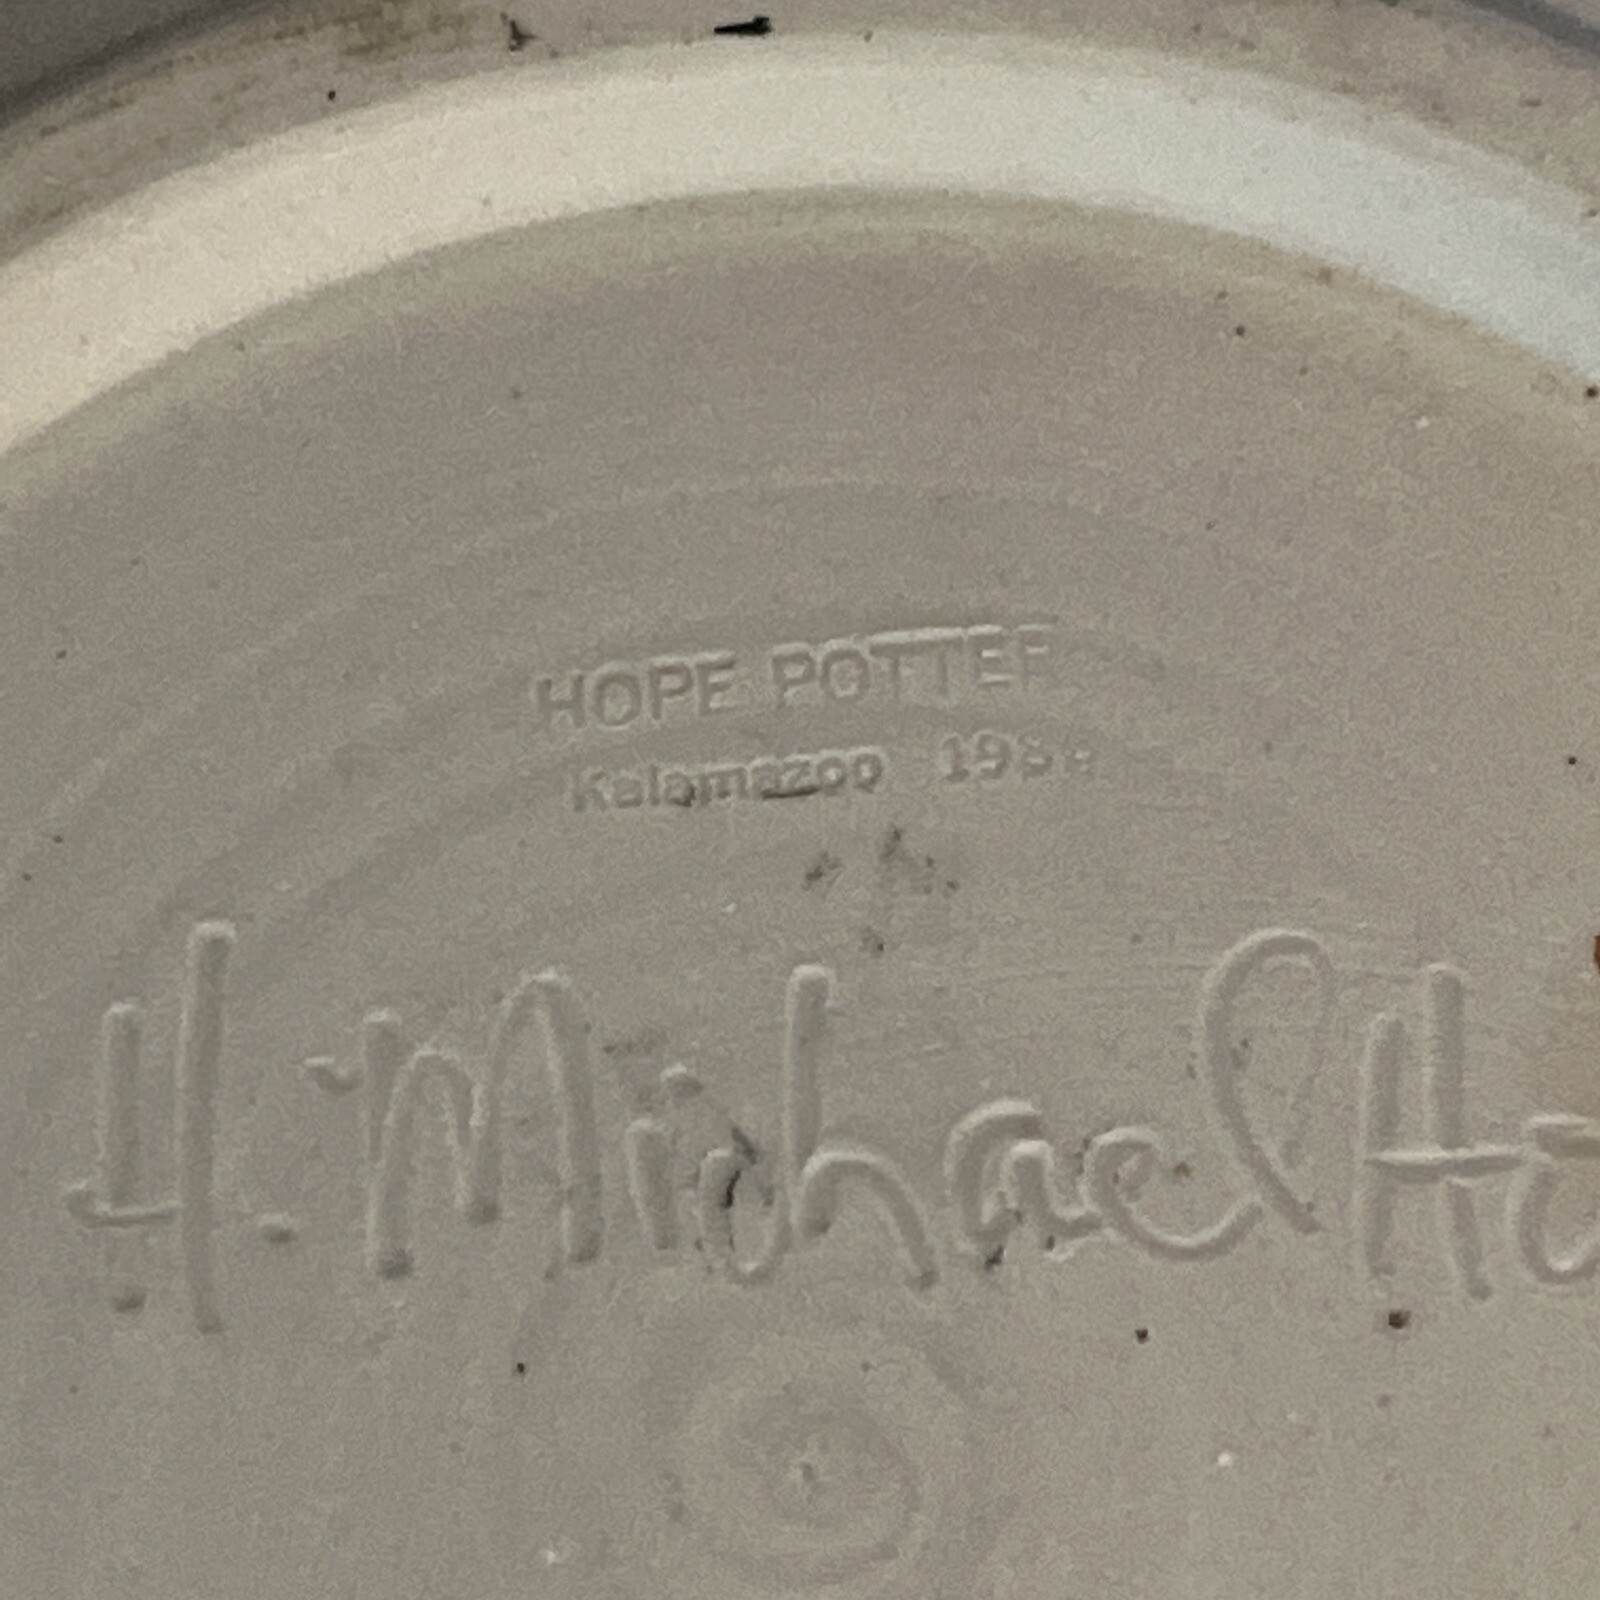 HOPE POTTER
Kalamazoo
H. Michael